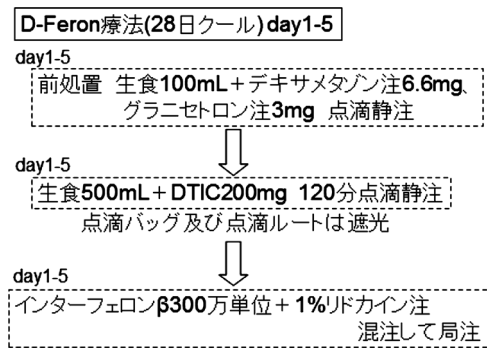 D-Feron療法(28日クール) day1-5
day1-5
前処置 生食100mL＋デキサメタゾン注6.6mg、
グラニセトロン注3mg 点滴静注
day1-5
生食500mL＋DTIC200mg 120分点滴静注
点滴バッグ及び点滴ルートは遮光
day1-5
インターフェロンβ300万単位＋1%リドカイン注
混注して局注